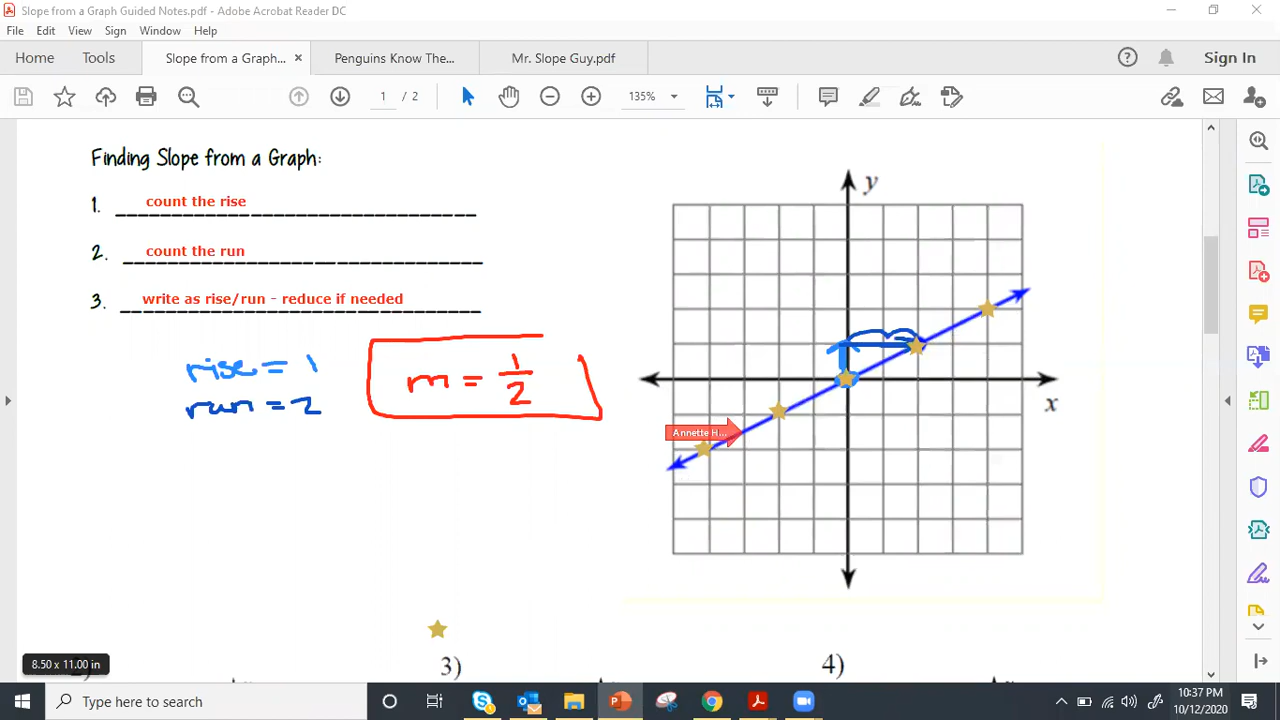 Slope from a Graph Guided Notes.pdf - Adobe Acrobat Reader DC
File Edit View Sign Window Help
Home Tools Slope from a Graph... × Penguins Know The... Mr. Slope Guy.pdf Sign In
1 / 2 135%
Finding Slope from a Graph:
1. count the rise
2. count the run
3. write as rise/run - reduce if needed
rise = 1
run = 2
m = 1/2
y
x
Annette H...
8.50 x 11.00 in
3)
4)
Type here to search
10:37 PM
10/12/2020